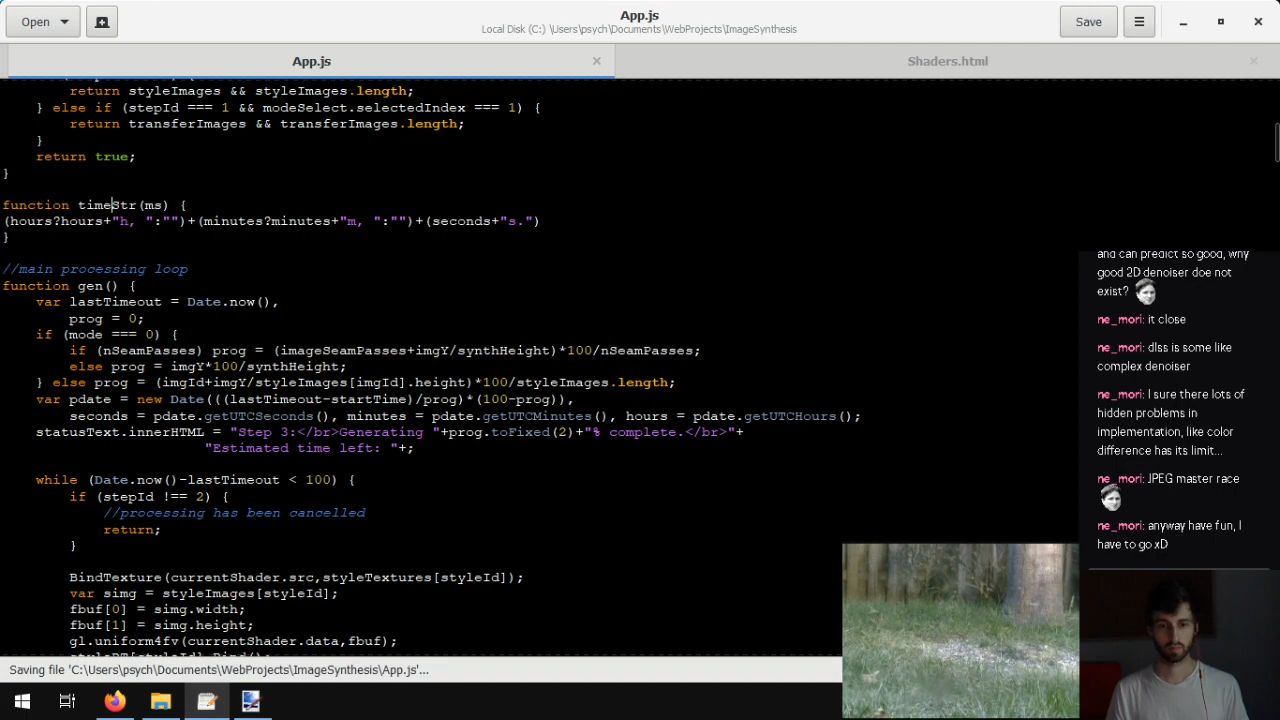 Open
App.js
Local Disk (C:) \Users\psych\Documents\WebProjects\ImageSynthesis
Save
App.js
Shaders.html
return styleImages && styleImages.length;
} else if (stepId === 1 && modeSelect.selectedIndex === 1) {
return transferImages && transferImages.length;
}
return true;
}
function timeStr(ms) {
(hours?hours+"h, ":"")+(minutes?minutes+"m, ":"")+(seconds+"s.")
}
//main processing loop
function gen() {
var lastTimeout = Date.now(),
prog = 0;
if (mode === 0) {
if (nSeamPasses) prog = (imageSeamPasses+imgY/synthHeight)*100/nSeamPasses;
else prog = imgY*100/synthHeight;
} else prog = (imgId+imgY/styleImages[imgId].height)*100/styleImages.length;
var pdate = new Date(((lastTimeout-startTime)/prog)*(100-prog)),
seconds = pdate.getUTCSeconds(), minutes = pdate.getUTCMinutes(), hours = pdate.getUTCHours();
statusText.innerHTML = "Step 3:</br>Generating "+prog.toFixed(2)+"% complete.</br>"+
"Estimated time left: "+;
while (Date.now()-lastTimeout < 100) {
if (stepId !== 2) {
//processing has been cancelled
return;
}
BindTexture(currentShader.src,styleTextures[styleId]);
var simg = styleImages[styleId];
fbuf[0] = simg.width;
fbuf[1] = simg.height;
gl.uniform4fv(currentShader.data,fbuf);
Saving file 'C:\Users\psych\Documents\WebProjects\ImageSynthesis\App.js'...
and can predict so good, why
good 2D denoiser doe not
exist?
ne_mori: it close
ne_mori: dlss is some like
complex denoiser
ne_mori: I sure there lots of
hidden problems in
implementation, like color
difference has its limit...
ne_mori: JPEG master race
ne_mori: anyway have fun, I
have to go xD